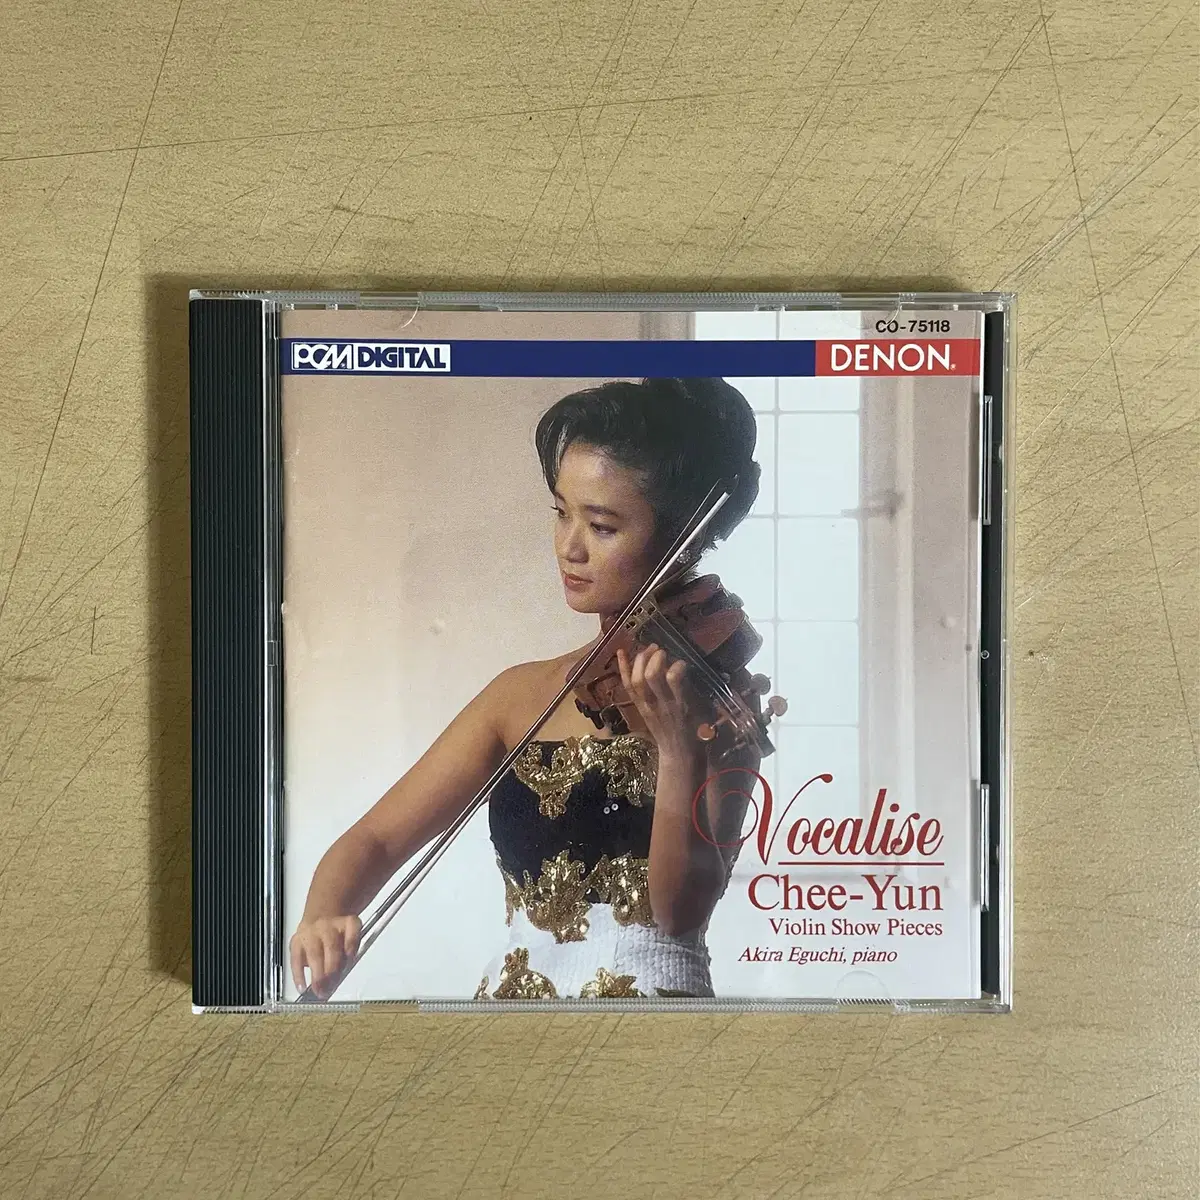 CO-75118
PCM DIGITAL
DENON®
Vocalise
Chee-Yun
Violin Show Pieces
Akira Eguchi, piano